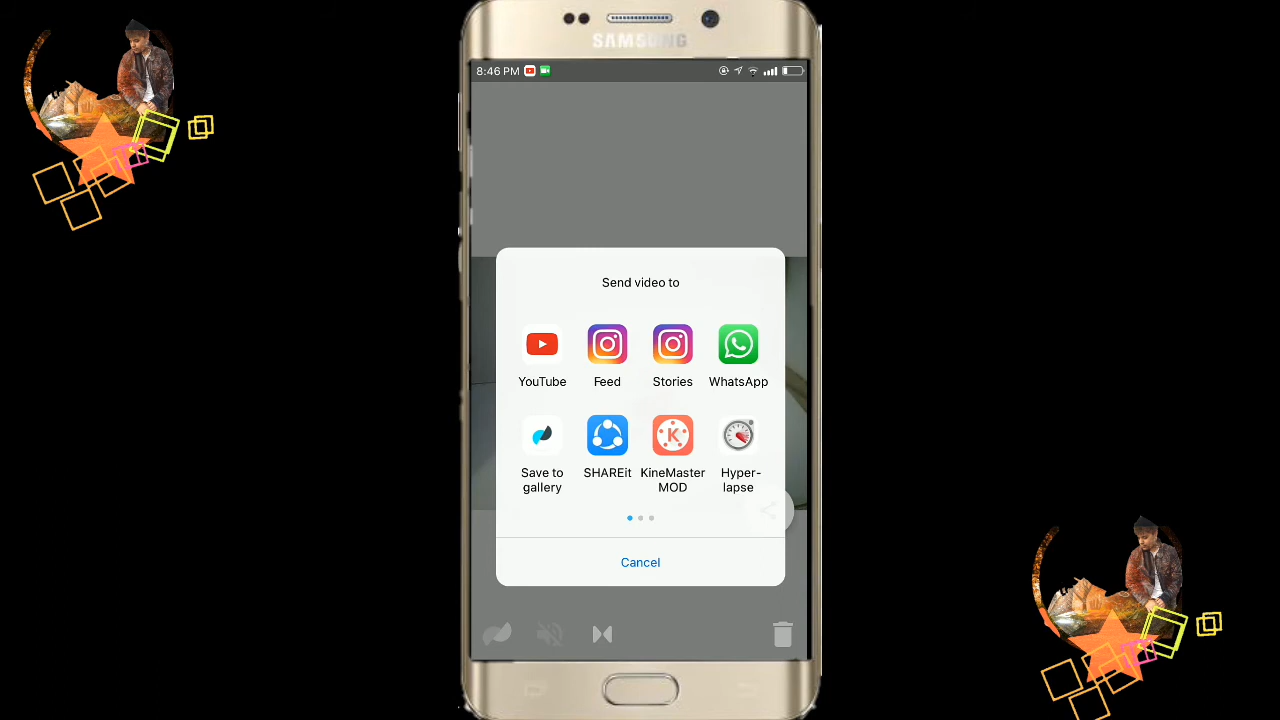 SAMSUNG
8:46 PM
Send video to
YouTube
Feed
Stories
WhatsApp
Save to
gallery
SHAREit
KineMaster
MOD
Hyper-
lapse
Cancel